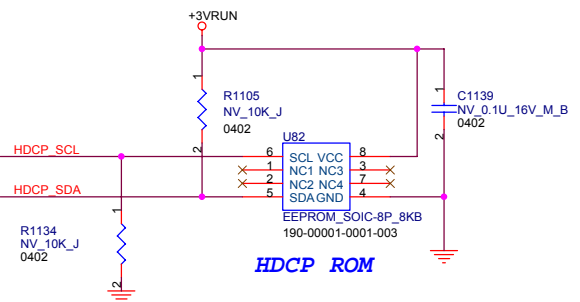 +3VRUN
1
R1105
NV_10K_J
0402
2
1
C1139
NV_0.1U_16V_M_B
0402
2
HDCP_SCL
HDCP_SDA
U82
6 SCL VCC 8
1 NC1 NC3 3
2 NC2 NC4 7
5 SDA GND 4
EEPROM_SOIC-8P_8KB
190-00001-0001-003
1
R1134
NV_10K_J
0402
2
HDCP ROM